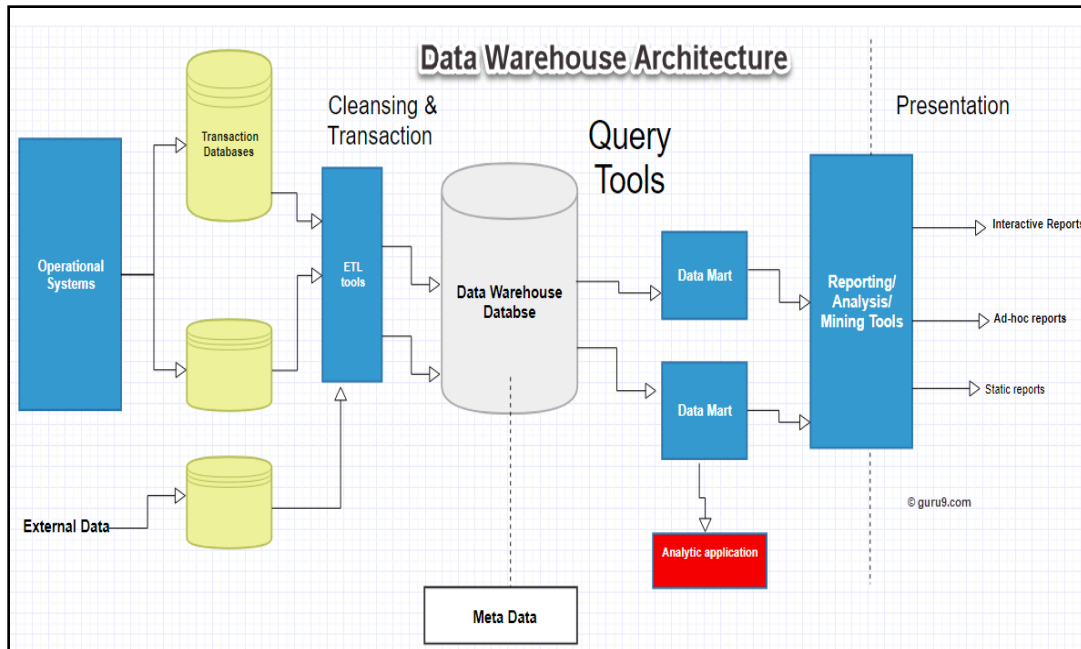 Data Warehouse Architecture
Cleansing &
Transaction
Query
Tools
Presentation
Transaction
Databases
Operational
Systems
ETL
tools
Data Warehouse
Databse
Data Mart
Data Mart
Reporting/
Analysis/
Mining Tools
Interactive Reports
Ad-hoc reports
Static reports
© guru9.com
External Data
Analytic application
Meta Data